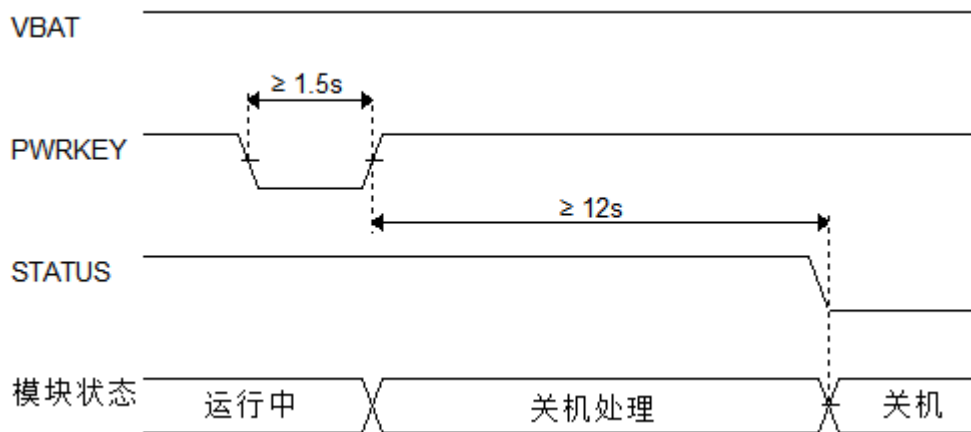 VBAT
≥ 1.5s
PWRKEY
≥ 12s
STATUS
模块状态 运行中 关机处理 关机